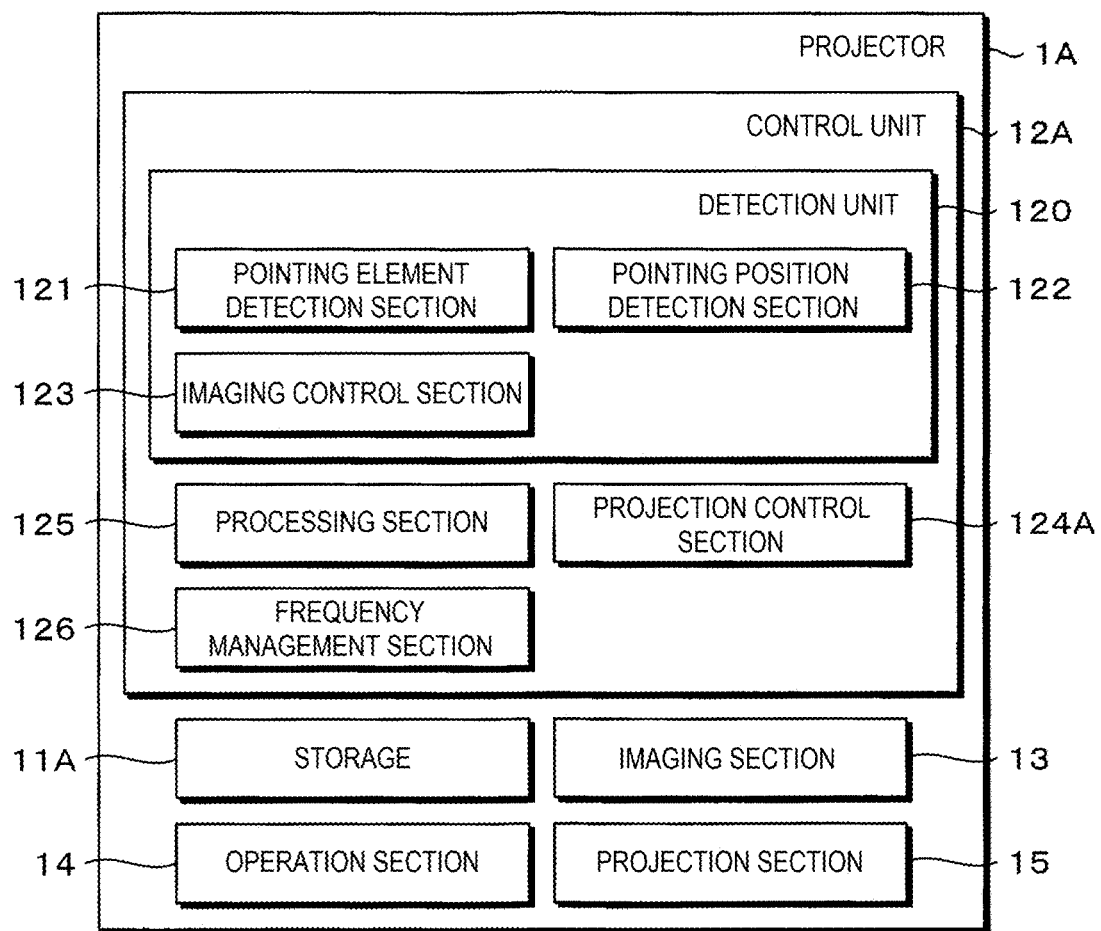 PROJECTOR
1A
CONTROL UNIT
12A
DETECTION UNIT
120
121
POINTING ELEMENT
DETECTION SECTION
POINTING POSITION
DETECTION SECTION
122
123
IMAGING CONTROL SECTION
125
PROCESSING SECTION
PROJECTION CONTROL
SECTION
124A
126
FREQUENCY
MANAGEMENT SECTION
11A
STORAGE
IMAGING SECTION
13
14
OPERATION SECTION
PROJECTION SECTION
15